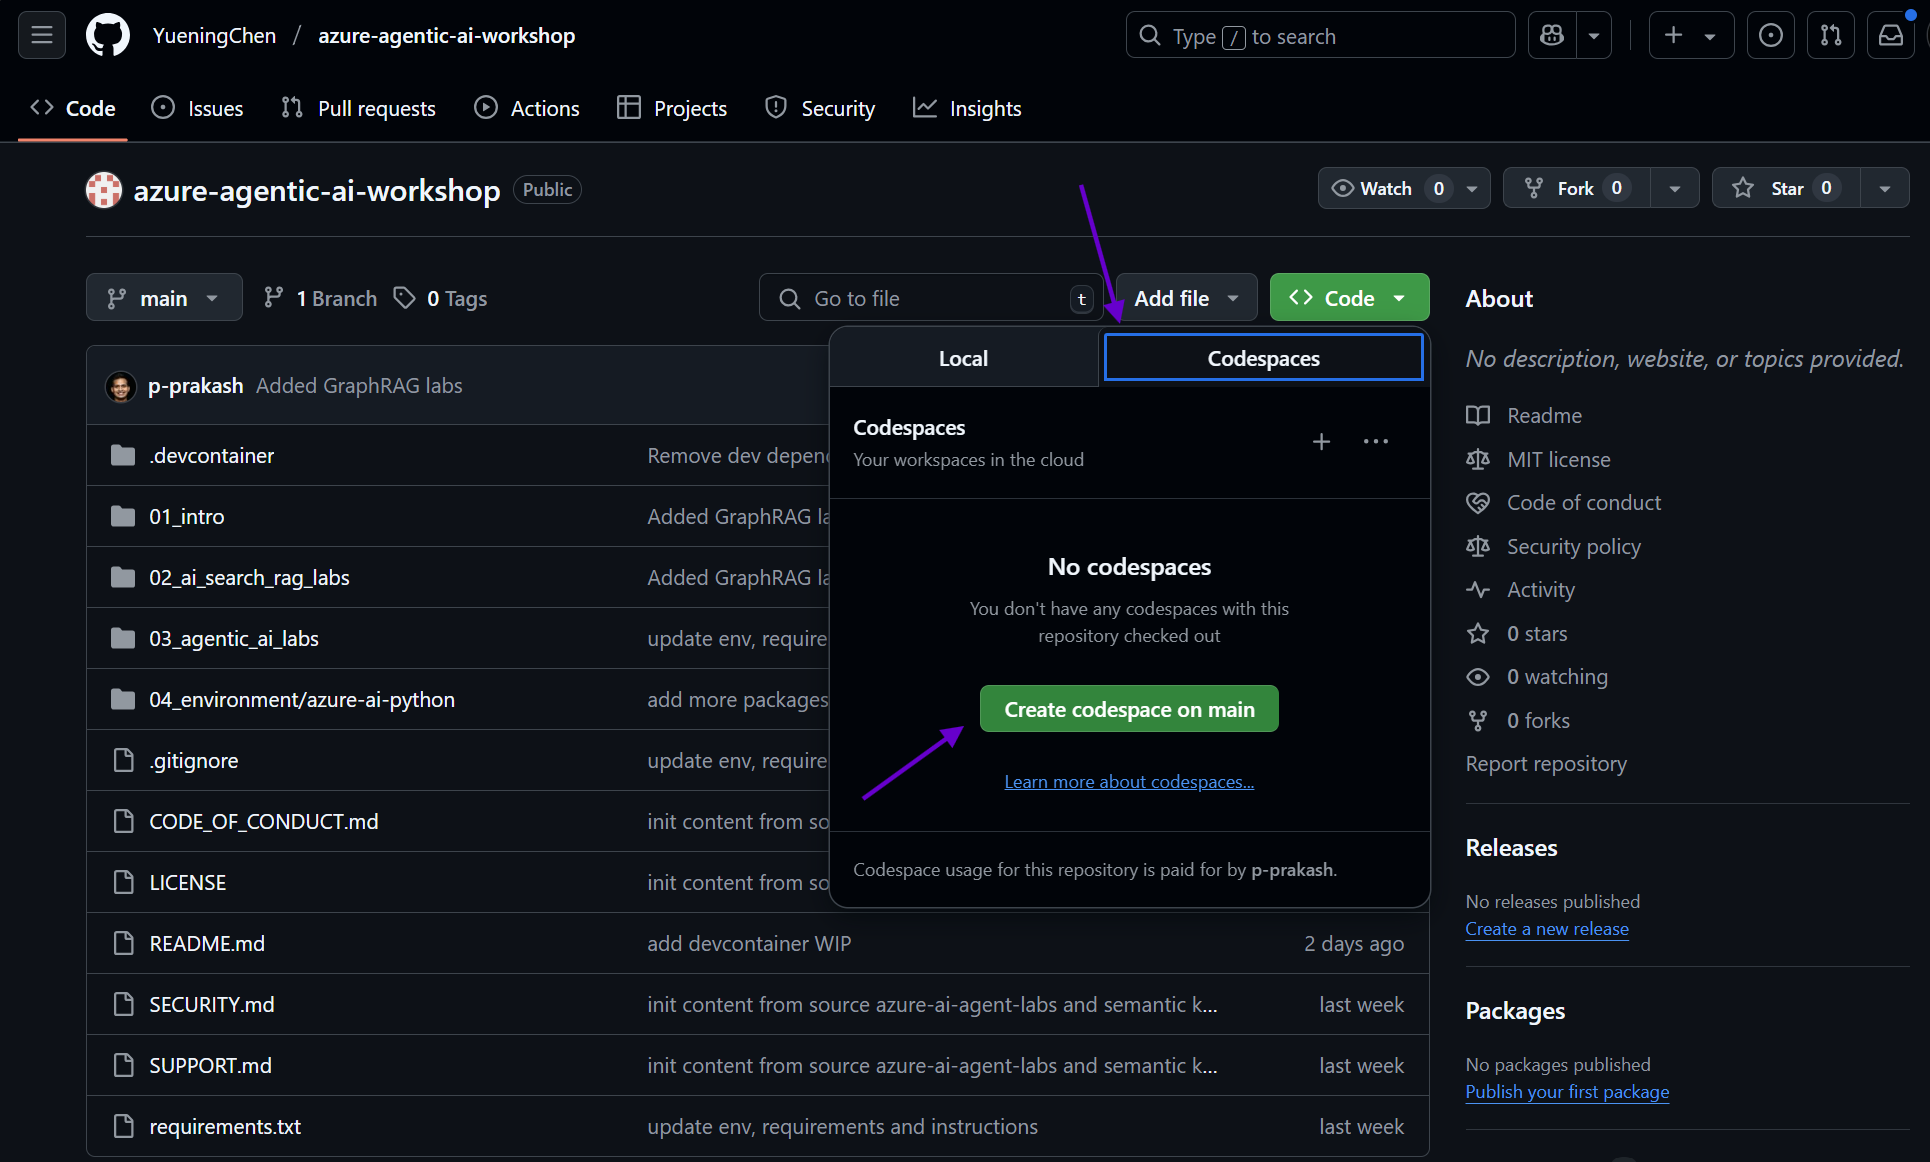 YueningChen / azure-agentic-ai-workshop
Type / to search
Code
Issues
Pull requests
Actions
Projects
Security
Insights
azure-agentic-ai-workshop Public
Watch 0
Fork 0
Star 0
main
1 Branch
0 Tags
Go to file t
Add file
Code
Local
Codespaces
Codespaces
Your workspaces in the cloud
No codespaces
You don't have any codespaces with this
repository checked out
Create codespace on main
Learn more about codespaces...
Codespace usage for this repository is paid for by p-prakash.
p-prakash Added GraphRAG labs
.devcontainer Remove dev depen
01_intro Added GraphRAG la
02_ai_search_rag_labs Added GraphRAG la
03_agentic_ai_labs update env, require
04_environment/azure-ai-python add more packages
.gitignore update env, require
CODE_OF_CONDUCT.md init content from so
LICENSE init content from so
README.md add devcontainer WIP 2 days ago
SECURITY.md init content from source azure-ai-agent-labs and semantic k... last week
SUPPORT.md init content from source azure-ai-agent-labs and semantic k... last week
requirements.txt update env, requirements and instructions last week
About
No description, website, or topics provided.
Readme
MIT license
Code of conduct
Security policy
Activity
0 stars
0 watching
0 forks
Report repository
Releases
No releases published
Create a new release
Packages
No packages published
Publish your first package